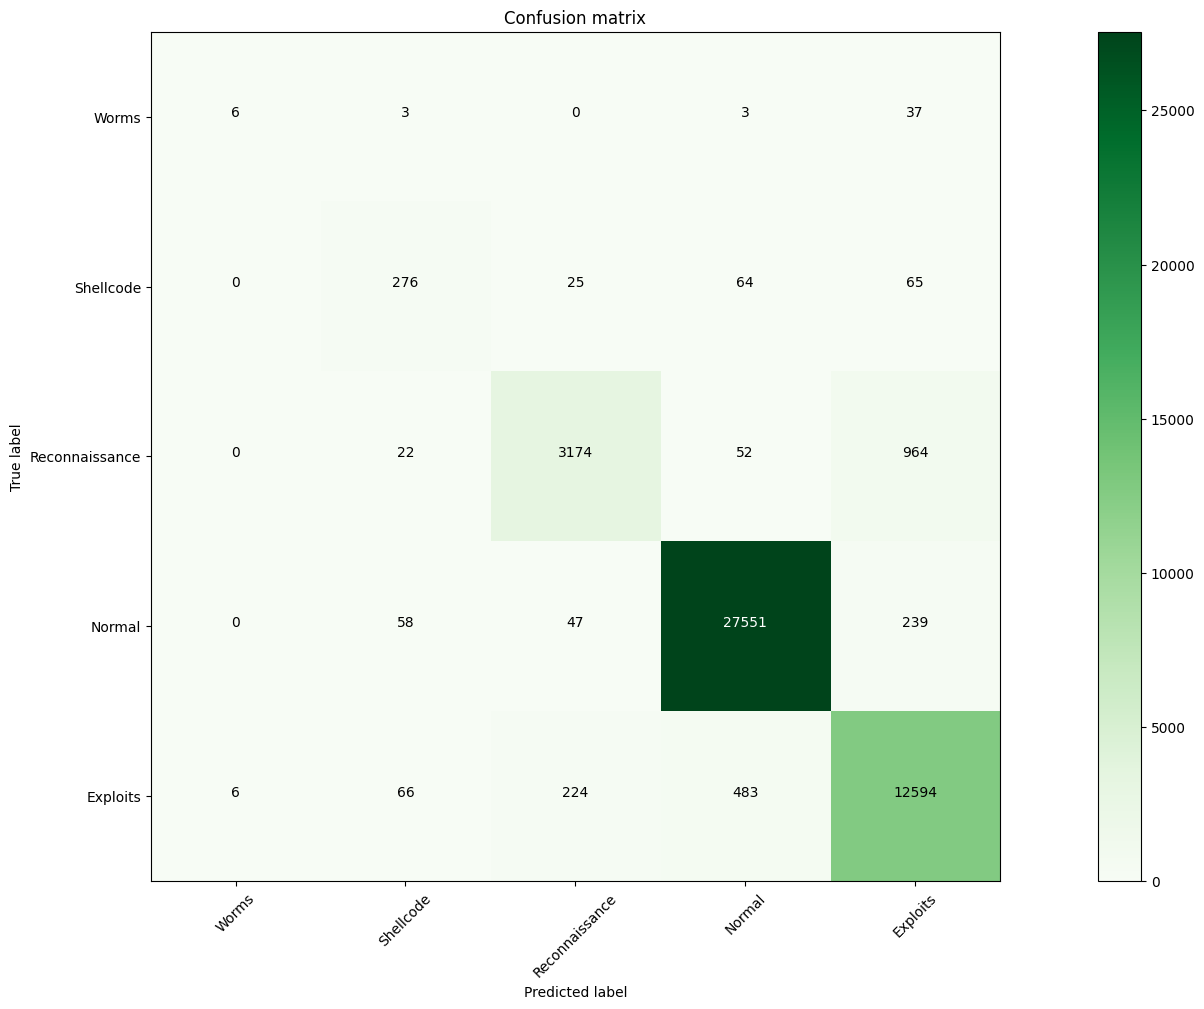 Confusion matrix
Worms 6 3 0 3 37
Shellcode 0 276 25 64 65
Reconnaissance 0 22 3174 52 964
Normal 0 58 47 27551 239
Exploits 6 66 224 483 12594
Worms Shellcode Reconnaissance Normal Exploits
Predicted label
True label
25000
20000
15000
10000
5000
0